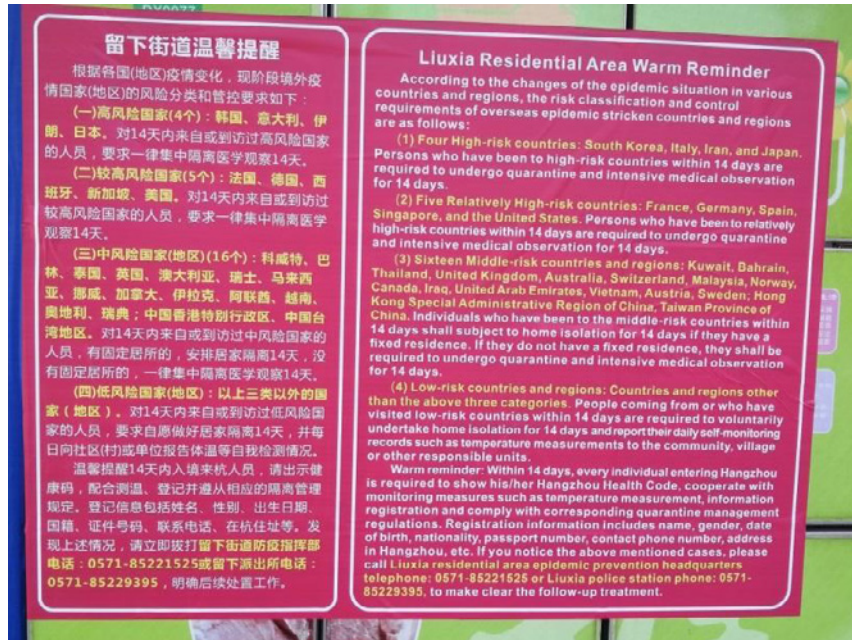 留下街道温馨提醒
根据各国(地区)疫情变化，现阶段境外疫
情国家(地区)的风险分类和管控要求如下：
(一)高风险国家(4个)：韩国、意大利、伊
朗、日本。对14天内来自或到访过高风险国家
的人员，要求一律集中隔离医学观察14天。
(二)较高风险国家(5个)：法国、德国、西
班牙、新加坡、美国。对14天内来自或到访过
较高风险国家的人员，要求一律集中隔离医学
观察14天。
(三)中风险国家(地区)(16个)：科威特、巴
林、泰国、英国、澳大利亚、瑞士、马来西
亚、挪威、加拿大、伊拉克、阿联酋、越南、
奥地利、瑞典；中国香港特别行政区、中国台
湾地区。对14天内来自或到访过中风险国家的
人员，有固定居所的，安排居家隔离14天，没
有固定居所的，一律集中隔离医学观察14天。
(四)低风险国家(地区)：以上三类以外的国
家（地区）。对14天内来自或到访过低风险国
家的人员，要求自愿做好居家隔离14天，并每
日向社区(村)或单位报告体温等自我检测情况。
温馨提醒14天内入境来杭人员，请出示健
康码，配合测温、登记并遵从相应的隔离管理
规定。登记信息包括姓名、性别、出生日期、
国籍、证件号码、联系电话、在杭住址等。发
现上述情况，请立即拨打留下街道防疫指挥部
电话：0571-85221525或留下派出所电话：
0571-85229395，明确后续处置工作。
Liuxia Residential Area Warm Reminder
According to the changes of the epidemic situation in various
countries and regions, the risk classification and control
requirements of overseas epidemic stricken countries and regions
are as follows:
(1) Four High-risk countries: South Korea, Italy, Iran, and Japan.
Persons who have been to high-risk countries within 14 days are
required to undergo quarantine and intensive medical observation
for 14 days.
(2) Five Relatively High-risk countries: France, Germany, Spain,
Singapore, and the United States. Persons who have been to relatively
high-risk countries within 14 days are required to undergo quarantine
and intensive medical observation for 14 days.
(3) Sixteen Middle-risk countries and regions: Kuwait, Bahrain,
Thailand, United Kingdom, Australia, Switzerland, Malaysia, Norway,
Canada, Iraq, United Arab Emirates, Vietnam, Austria, Sweden; Hong
Kong Special Administrative Region of China, Taiwan Province of
China. Individuals who have been to the middle-risk countries within
14 days shall subject to home isolation for 14 days if they have a
fixed residence. If they do not have a fixed residence, they shall be
required to undergo quarantine and intensive medical observation
for 14 days.
(4) Low-risk countries and regions: Countries and regions other
than the above three categories. People coming from or who have
visited low-risk countries within 14 days are required to voluntarily
undertake home isolation for 14 days and report their daily self-monitoring
records such as temperature measurements to the community, village
or other responsible units.
Warm reminder: Within 14 days, every individual entering Hangzhou
is required to show his/her Hangzhou Health Code, cooperate with
monitoring measures such as temperature measurement, information
registration and comply with corresponding quarantine management
regulations. Registration information includes name, gender, date
of birth, nationality, passport number, contact phone number, address
in Hangzhou, etc. If you notice the above mentioned cases, please
call Liuxia residential area epidemic prevention headquarters
telephone: 0571-85221525 or Liuxia police station phone: 0571-
85229395, to make clear the follow-up treatment.